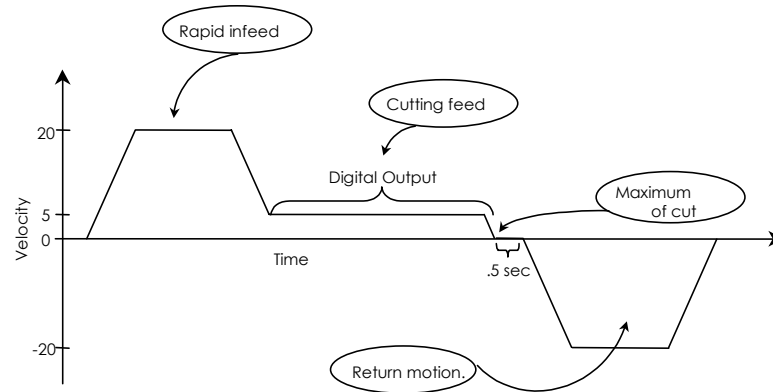 Rapid infeed
Cutting feed
20
Digital Output
Maximum
of cut
5
0
Velocity
Time
.5 sec
-20
Return motion.